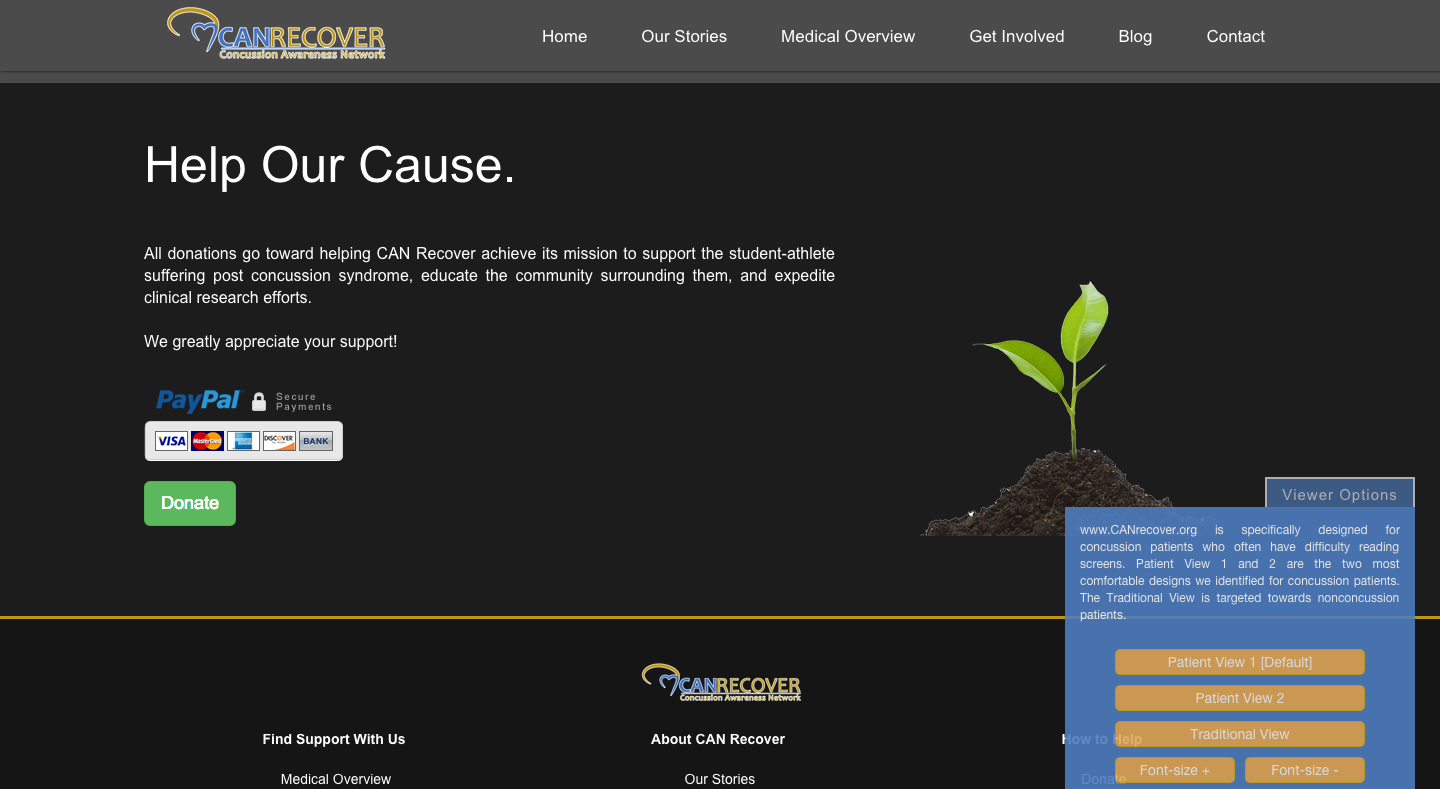 CANRECOVER
Concussion Awareness Network
Home
Our Stories
Medical Overview
Get Involved
Blog
Contact
Help Our Cause.
All donations go toward helping CAN Recover achieve its mission to support the student-athlete
suffering post concussion syndrome, educate the community surrounding them, and expedite
clinical research efforts.
We greatly appreciate your support!
PayPal
Secure
Payments
VISA
MasterCard
DISCOVER
BANK
Donate
Viewer Options
www.CANrecover.org is specifically designed for
concussion patients who often have difficulty reading
screens. Patient View 1 and 2 are the two most
comfortable designs we identified for concussion patients.
The Traditional View is targeted towards nonconcussion
patients.
Patient View 1 [Default]
Patient View 2
Traditional View
Font-size +
Font-size -
CANRECOVER
Concussion Awareness Network
Find Support With Us
About CAN Recover
How to Help
Medical Overview
Our Stories
Donate